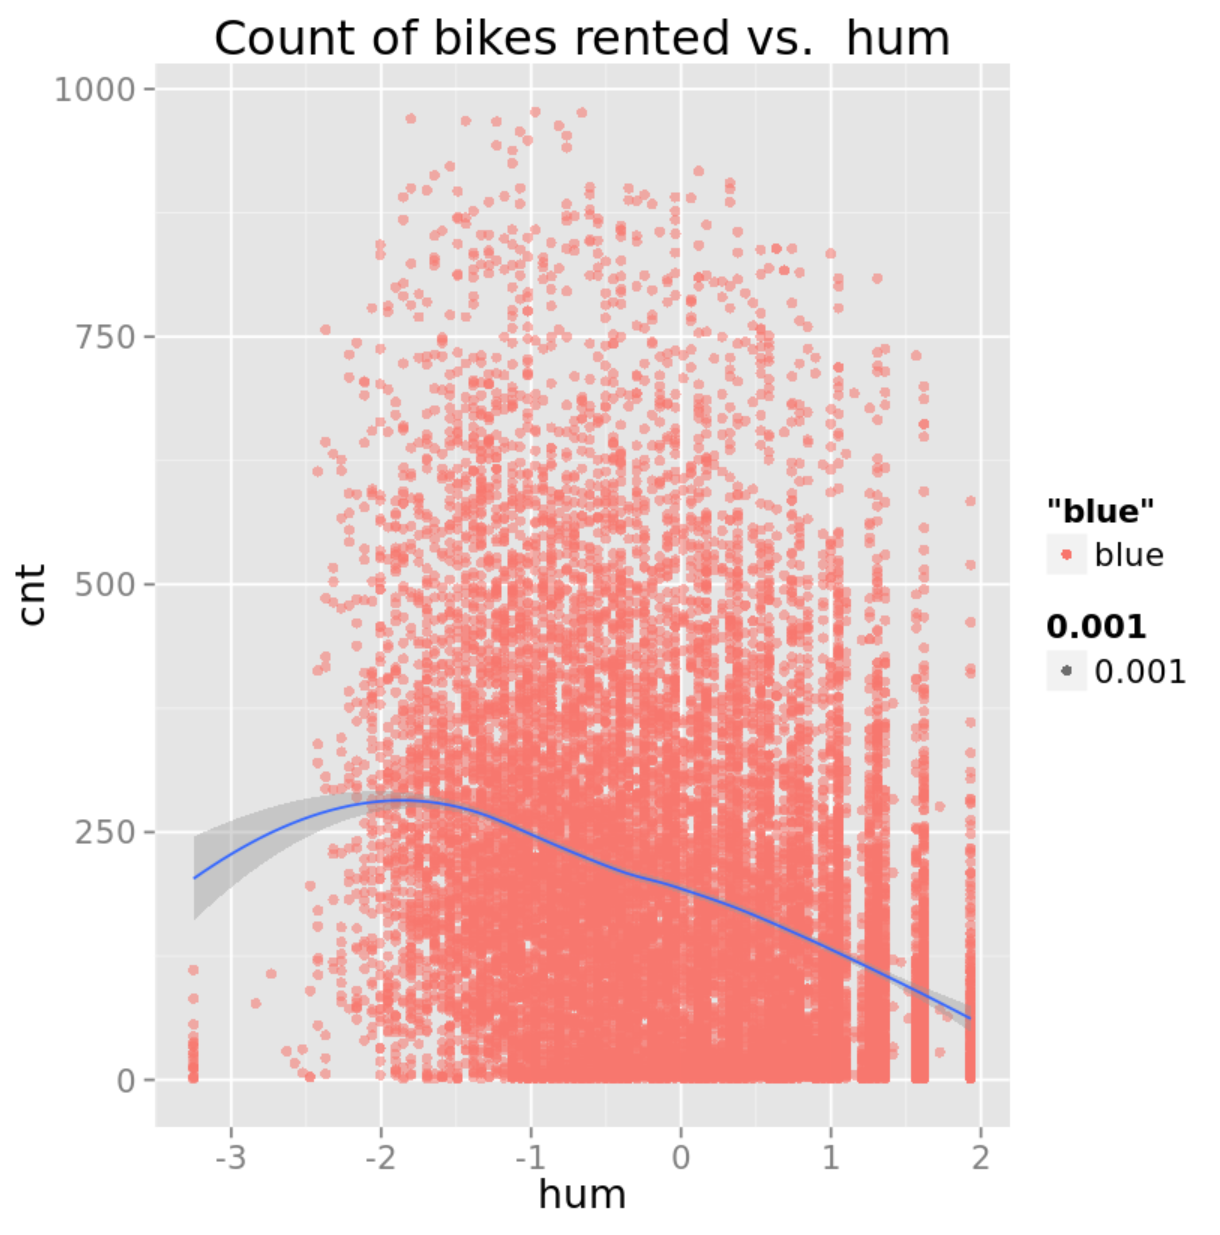 Count of bikes rented vs.  hum
1000
750
500
250
0
cnt
-3 -2 -1 0 1 2
hum
"blue"
blue
0.001
0.001